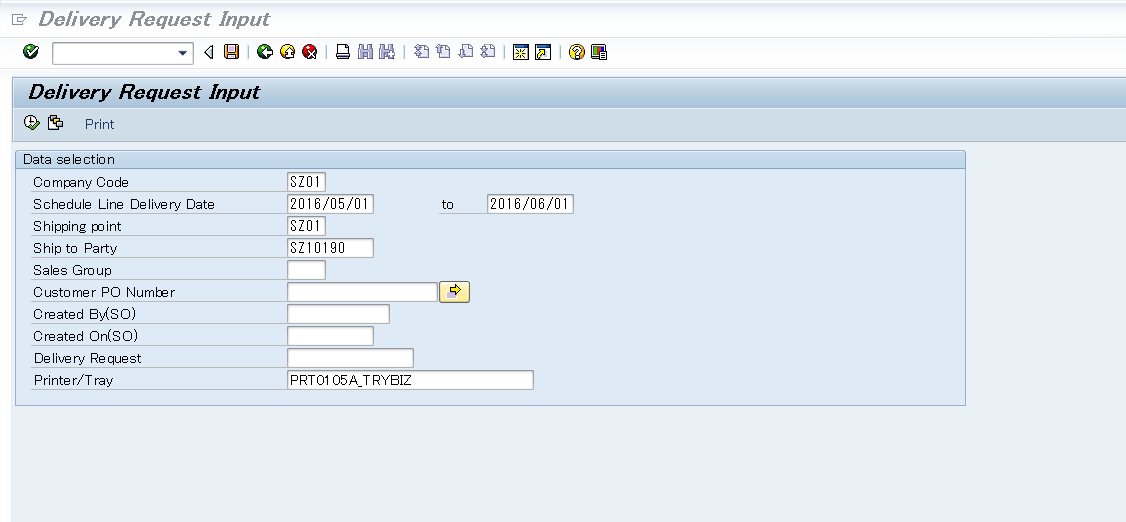 Delivery Request Input
Delivery Request Input
Print
Data selection
Company Code SZ01
Schedule Line Delivery Date 2016/05/01 to 2016/06/01
Shipping point SZ01
Ship to Party SZ10190
Sales Group
Customer PO Number
Created By(SO)
Created On(SO)
Delivery Request
Printer/Tray PRT0105A_TRYBIZ